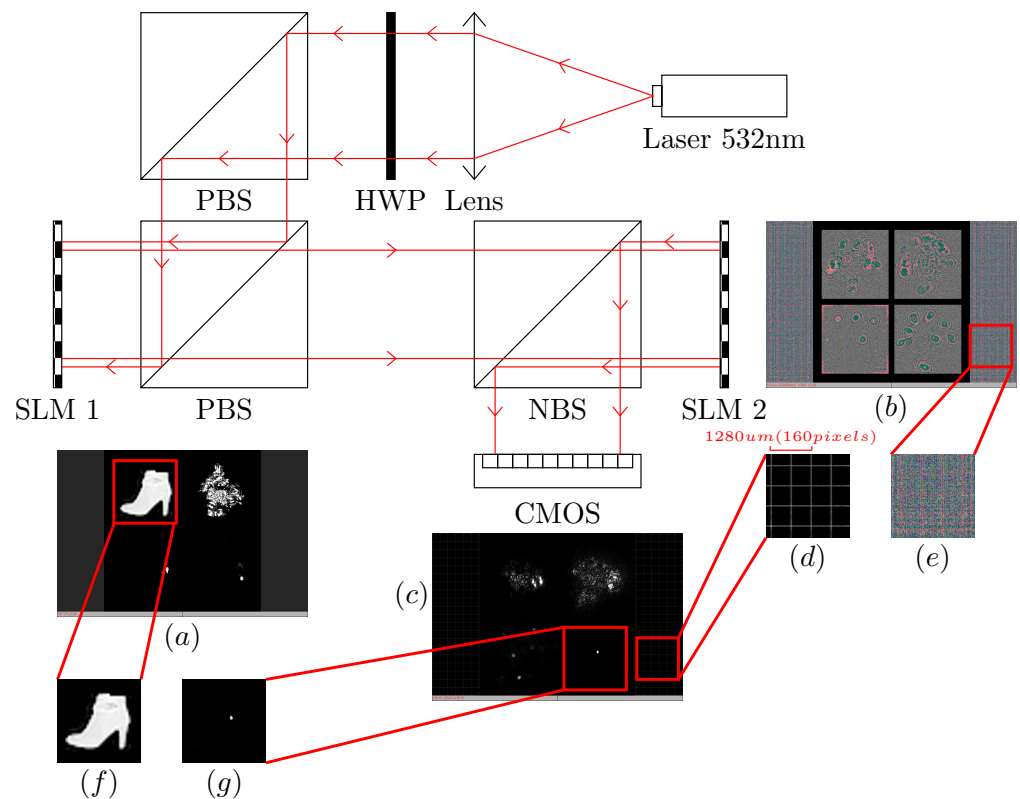 Laser 532nm
PBS
HWP
Lens
SLM 1
PBS
NBS
SLM 2
(b)
1280um(160pixels)
CMOS
(d)
(e)
(c)
(a)
(f)
(g)